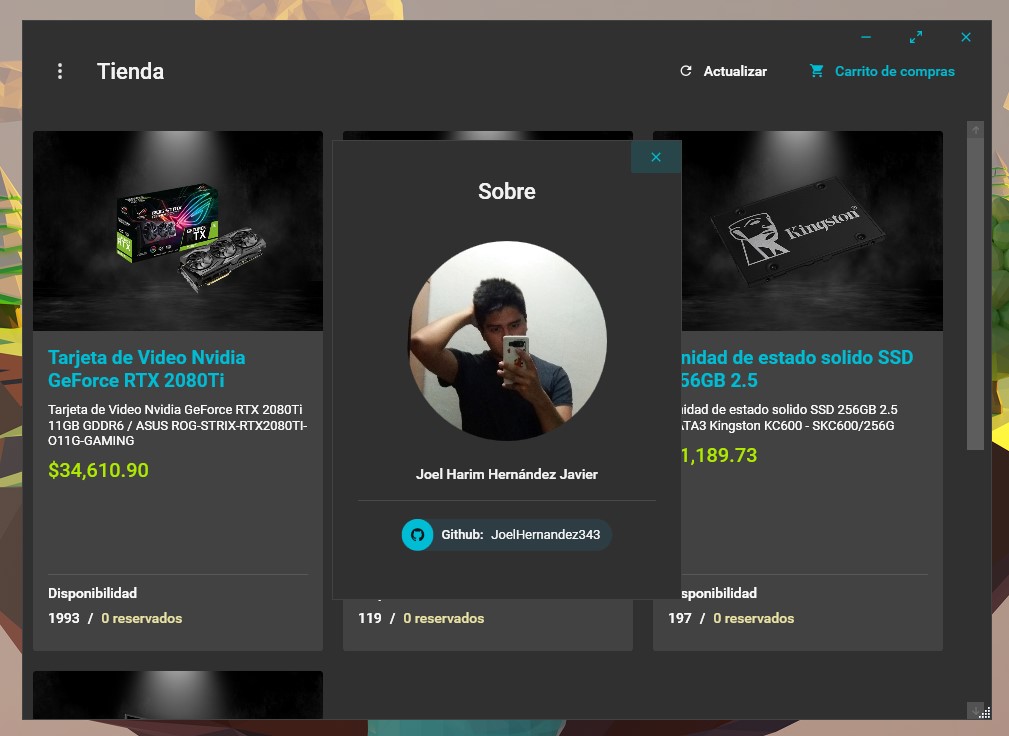 Tienda
Actualizar
Carrito de compras
Tarjeta de Video Nvidia
GeForce RTX 2080Ti
Tarjeta de Video Nvidia GeForce RTX 2080Ti
11GB GDDR6 / ASUS ROG-STRIX-RTX2080TI-
O11G-GAMING
$34,610.90
Disponibilidad
1993 / 0 reservados
Sobre
Joel Harim Hernández Javier
Github: JoelHernandez343
119 / 0 reservados
Kingston
nidad de estado solido SSD
56GB 2.5
idad de estado solido SSD 256GB 2.5
ATA3 Kingston KC600 - SKC600/256G
1,189.73
sponibilidad
197 / 0 reservados